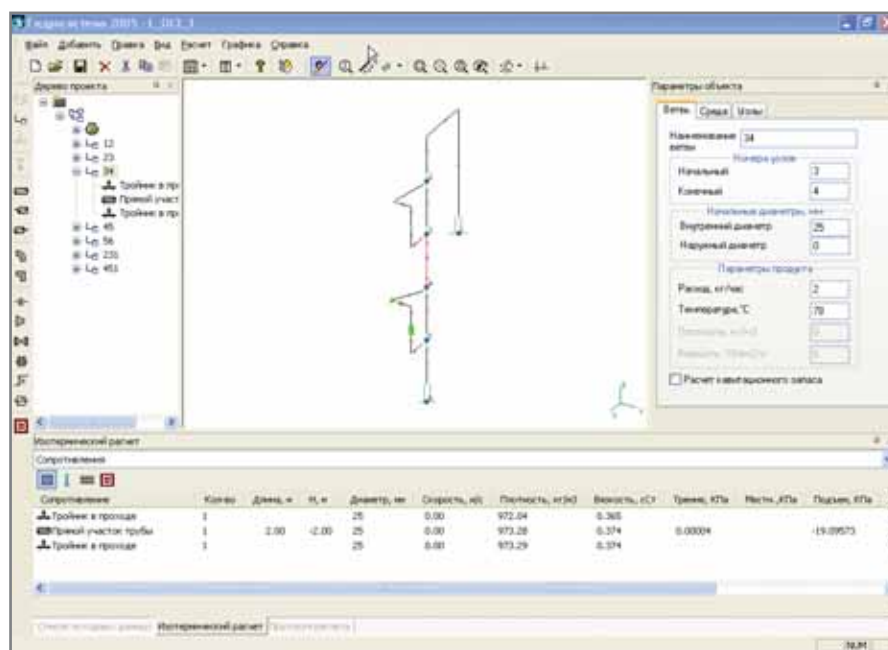 Гидросистема 2005 - L_DLI_1
Файл Добавить Правка Вид Расчет Графика Справка
Дерево проекта
12
23
34
Тройник в про
Прямой участ
Тройник в про
45
56
231
451
Параметры объекта
Ветвь Среда Узлы
Наименование ветви 34
Номера узлов
Начальный 3
Конечный 4
Начальные диаметры, мм
Внутренний диаметр 25
Наружный диаметр 0
Параметры продукта
Расход, кг/час 2
Температура, °С 70
Расчет кавитационного запаса
Изотермический расчет
Сопротивления
Сопротивление Кол-во Длина, м H, м Диаметр, мм Скорость, м/с Плотность, кг/м3 Вязкость, сСт Трение, КПа Местн.,КПа Подъем, КПа
Тройник в проходе 1 25 0.00 972.04 0.365
Прямой участок трубы 1 2.00 -2.00 25 0.00 973.28 0.374 0.00004 -19.09573
Тройник в проходе 1 25 0.00 973.29 0.374
Изотермический расчет
NUM